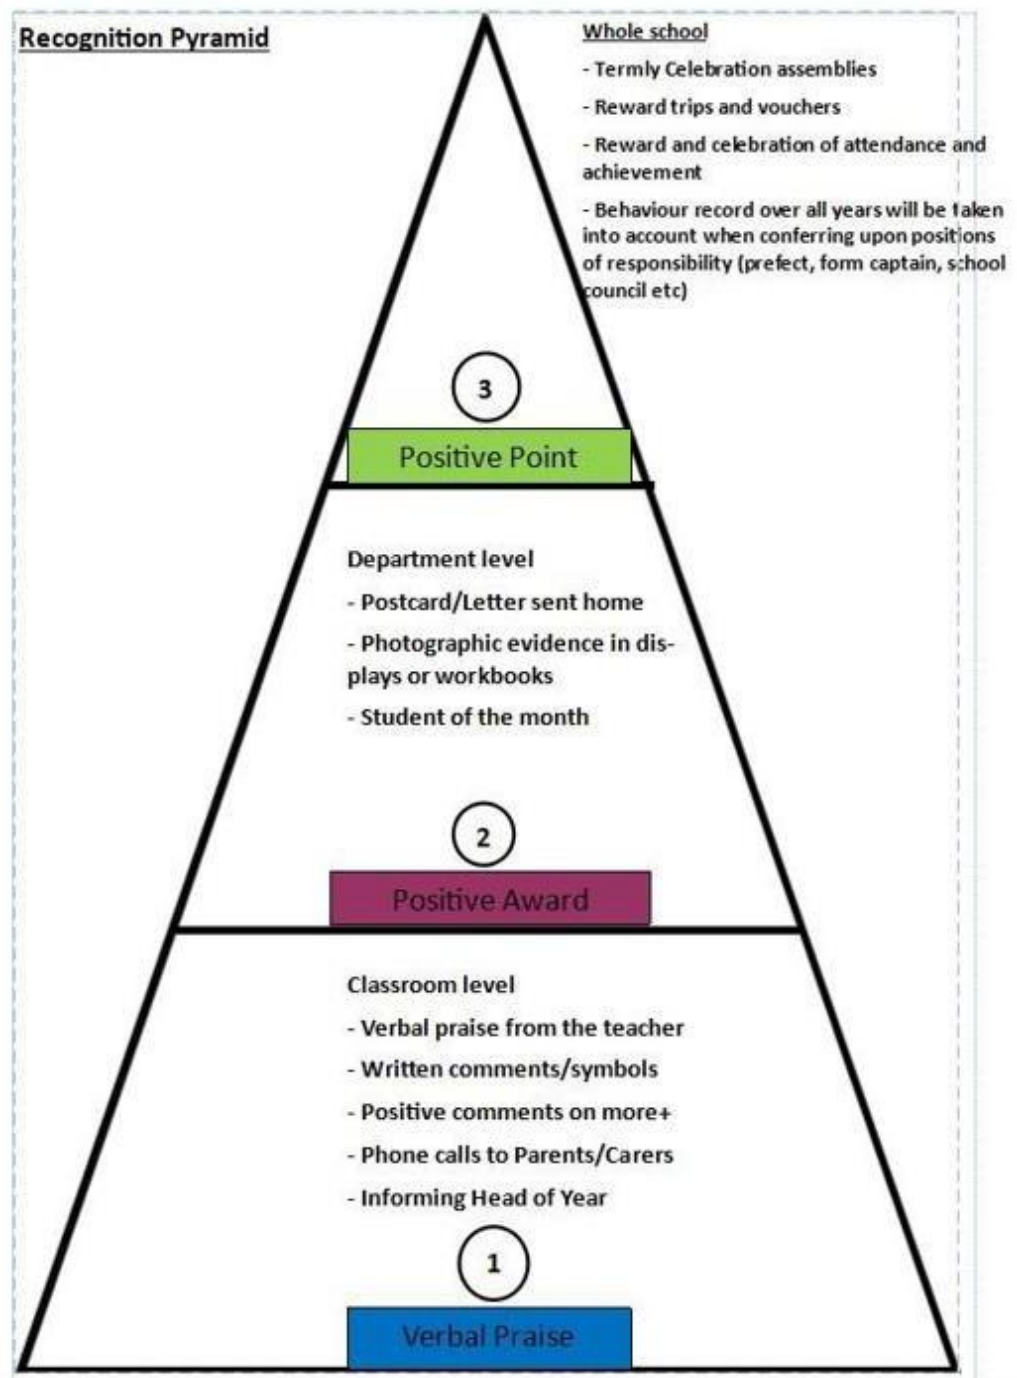 Recognition Pyramid
Whole school
- Termly Celebration assemblies
- Reward trips and vouchers
- Reward and celebration of attendance and
achievement
- Behaviour record over all years will be taken
into account when conferring upon positions
of responsibility (prefect, form captain, school
council etc)
3
Positive Point
Department level
- Postcard/Letter sent home
- Photographic evidence in dis-
plays or workbooks
- Student of the month
2
Positive Award
Classroom level
- Verbal praise from the teacher
- Written comments/symbols
- Positive comments on more+
- Phone calls to Parents/Carers
- Informing Head of Year
1
Verbal Praise